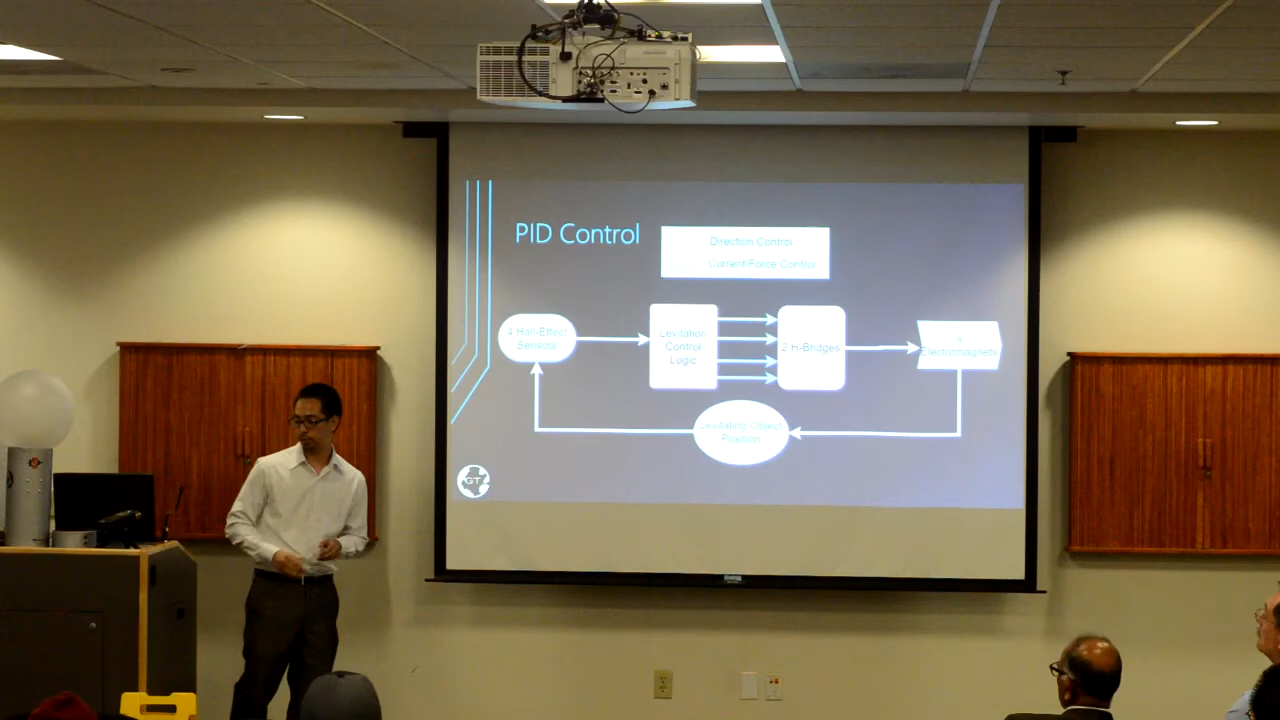 PID Control
Direction Control
Current/Force Control
4 Hall-Effect
Sensors
Levitation
Control
Logic
2 H-Bridges
4
Electromagnets
Levitating Object
Position
GT